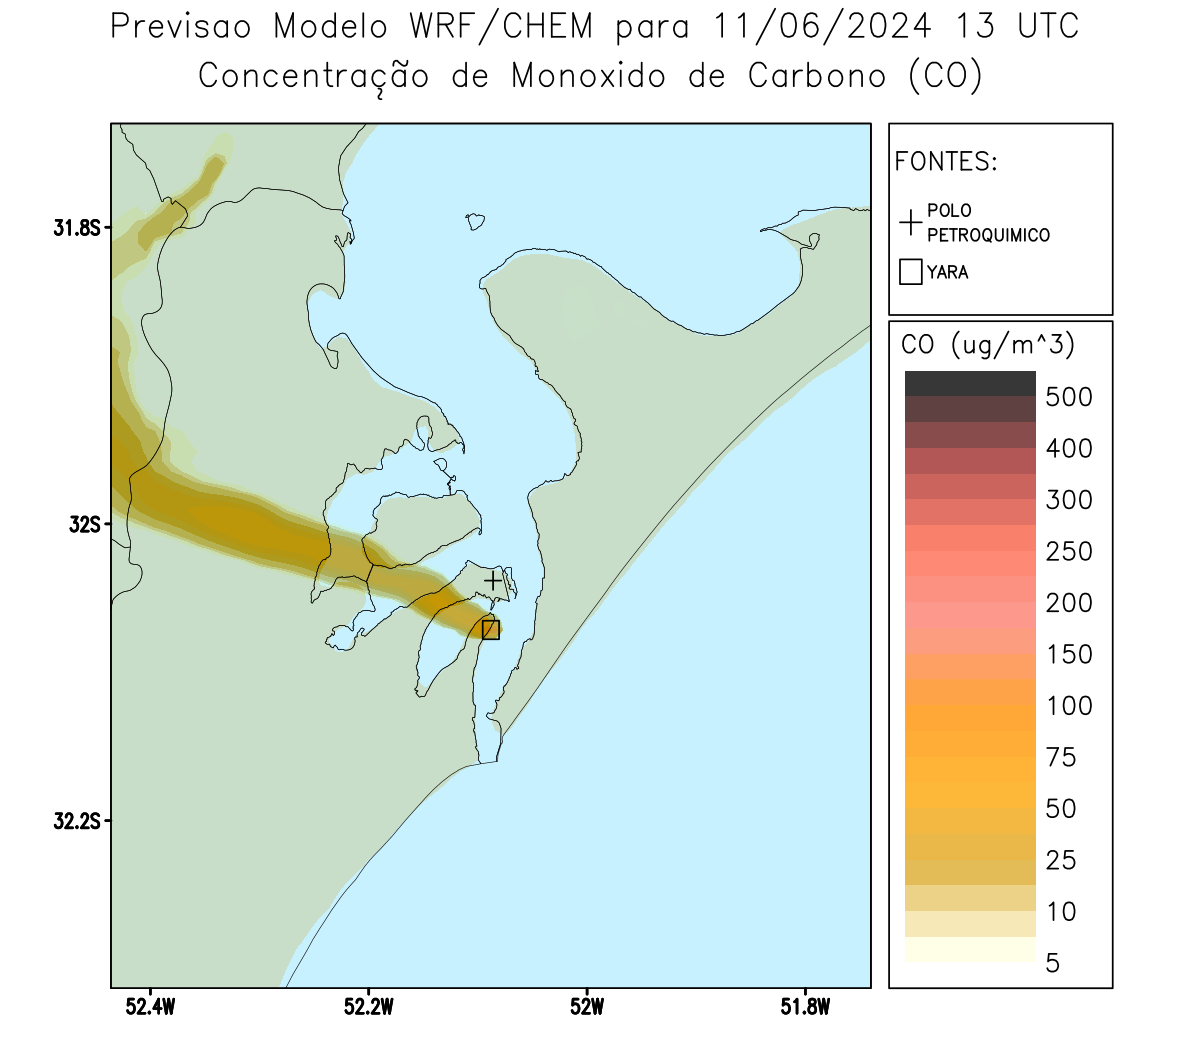 Previsao Modelo WRF/CHEM para 11/06/2024 13 UTC
Concentração de Monoxido de Carbono (CO)
FONTES:
POLO
PETROQUIMICO
YARA
CO (ug/m^3)
500
400
300
250
200
150
100
75
50
25
10
5
31.8S
32S
32.2S
52.4W
52.2W
52W
51.8W